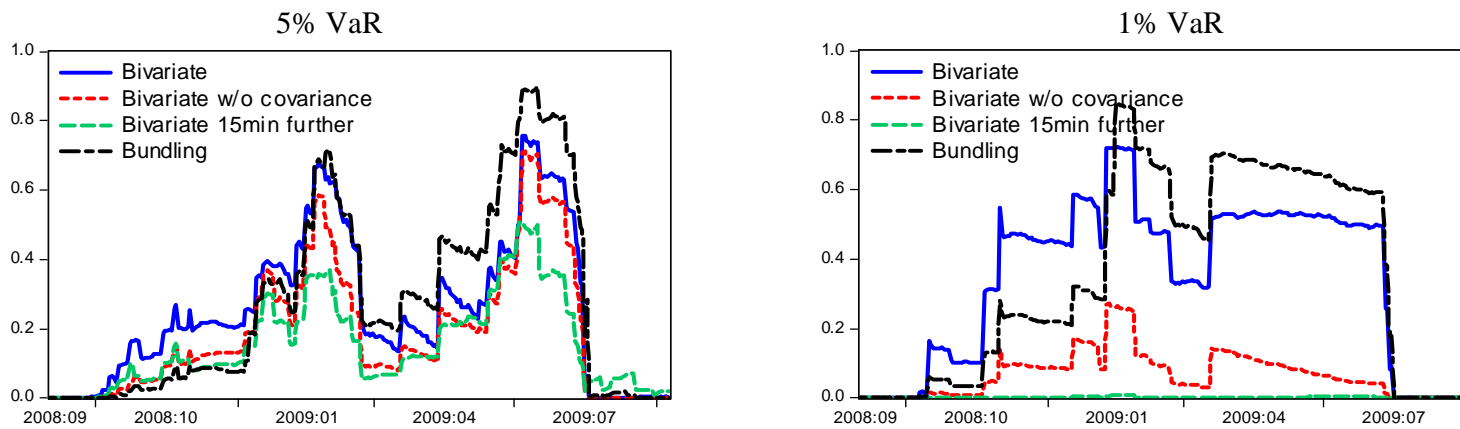 5% VaR
1.0
0.8
0.6
0.4
0.2
0.0
Bivariate
Bivariate w/o covariance
Bivariate 15min further
Bundling
2008:09 2008:10 2009:01 2009:04 2009:07
1% VaR
1.0
0.8
0.6
0.4
0.2
0.0
Bivariate
Bivariate w/o covariance
Bivariate 15min further
Bundling
2008:09 2008:10 2009:01 2009:04 2009:07